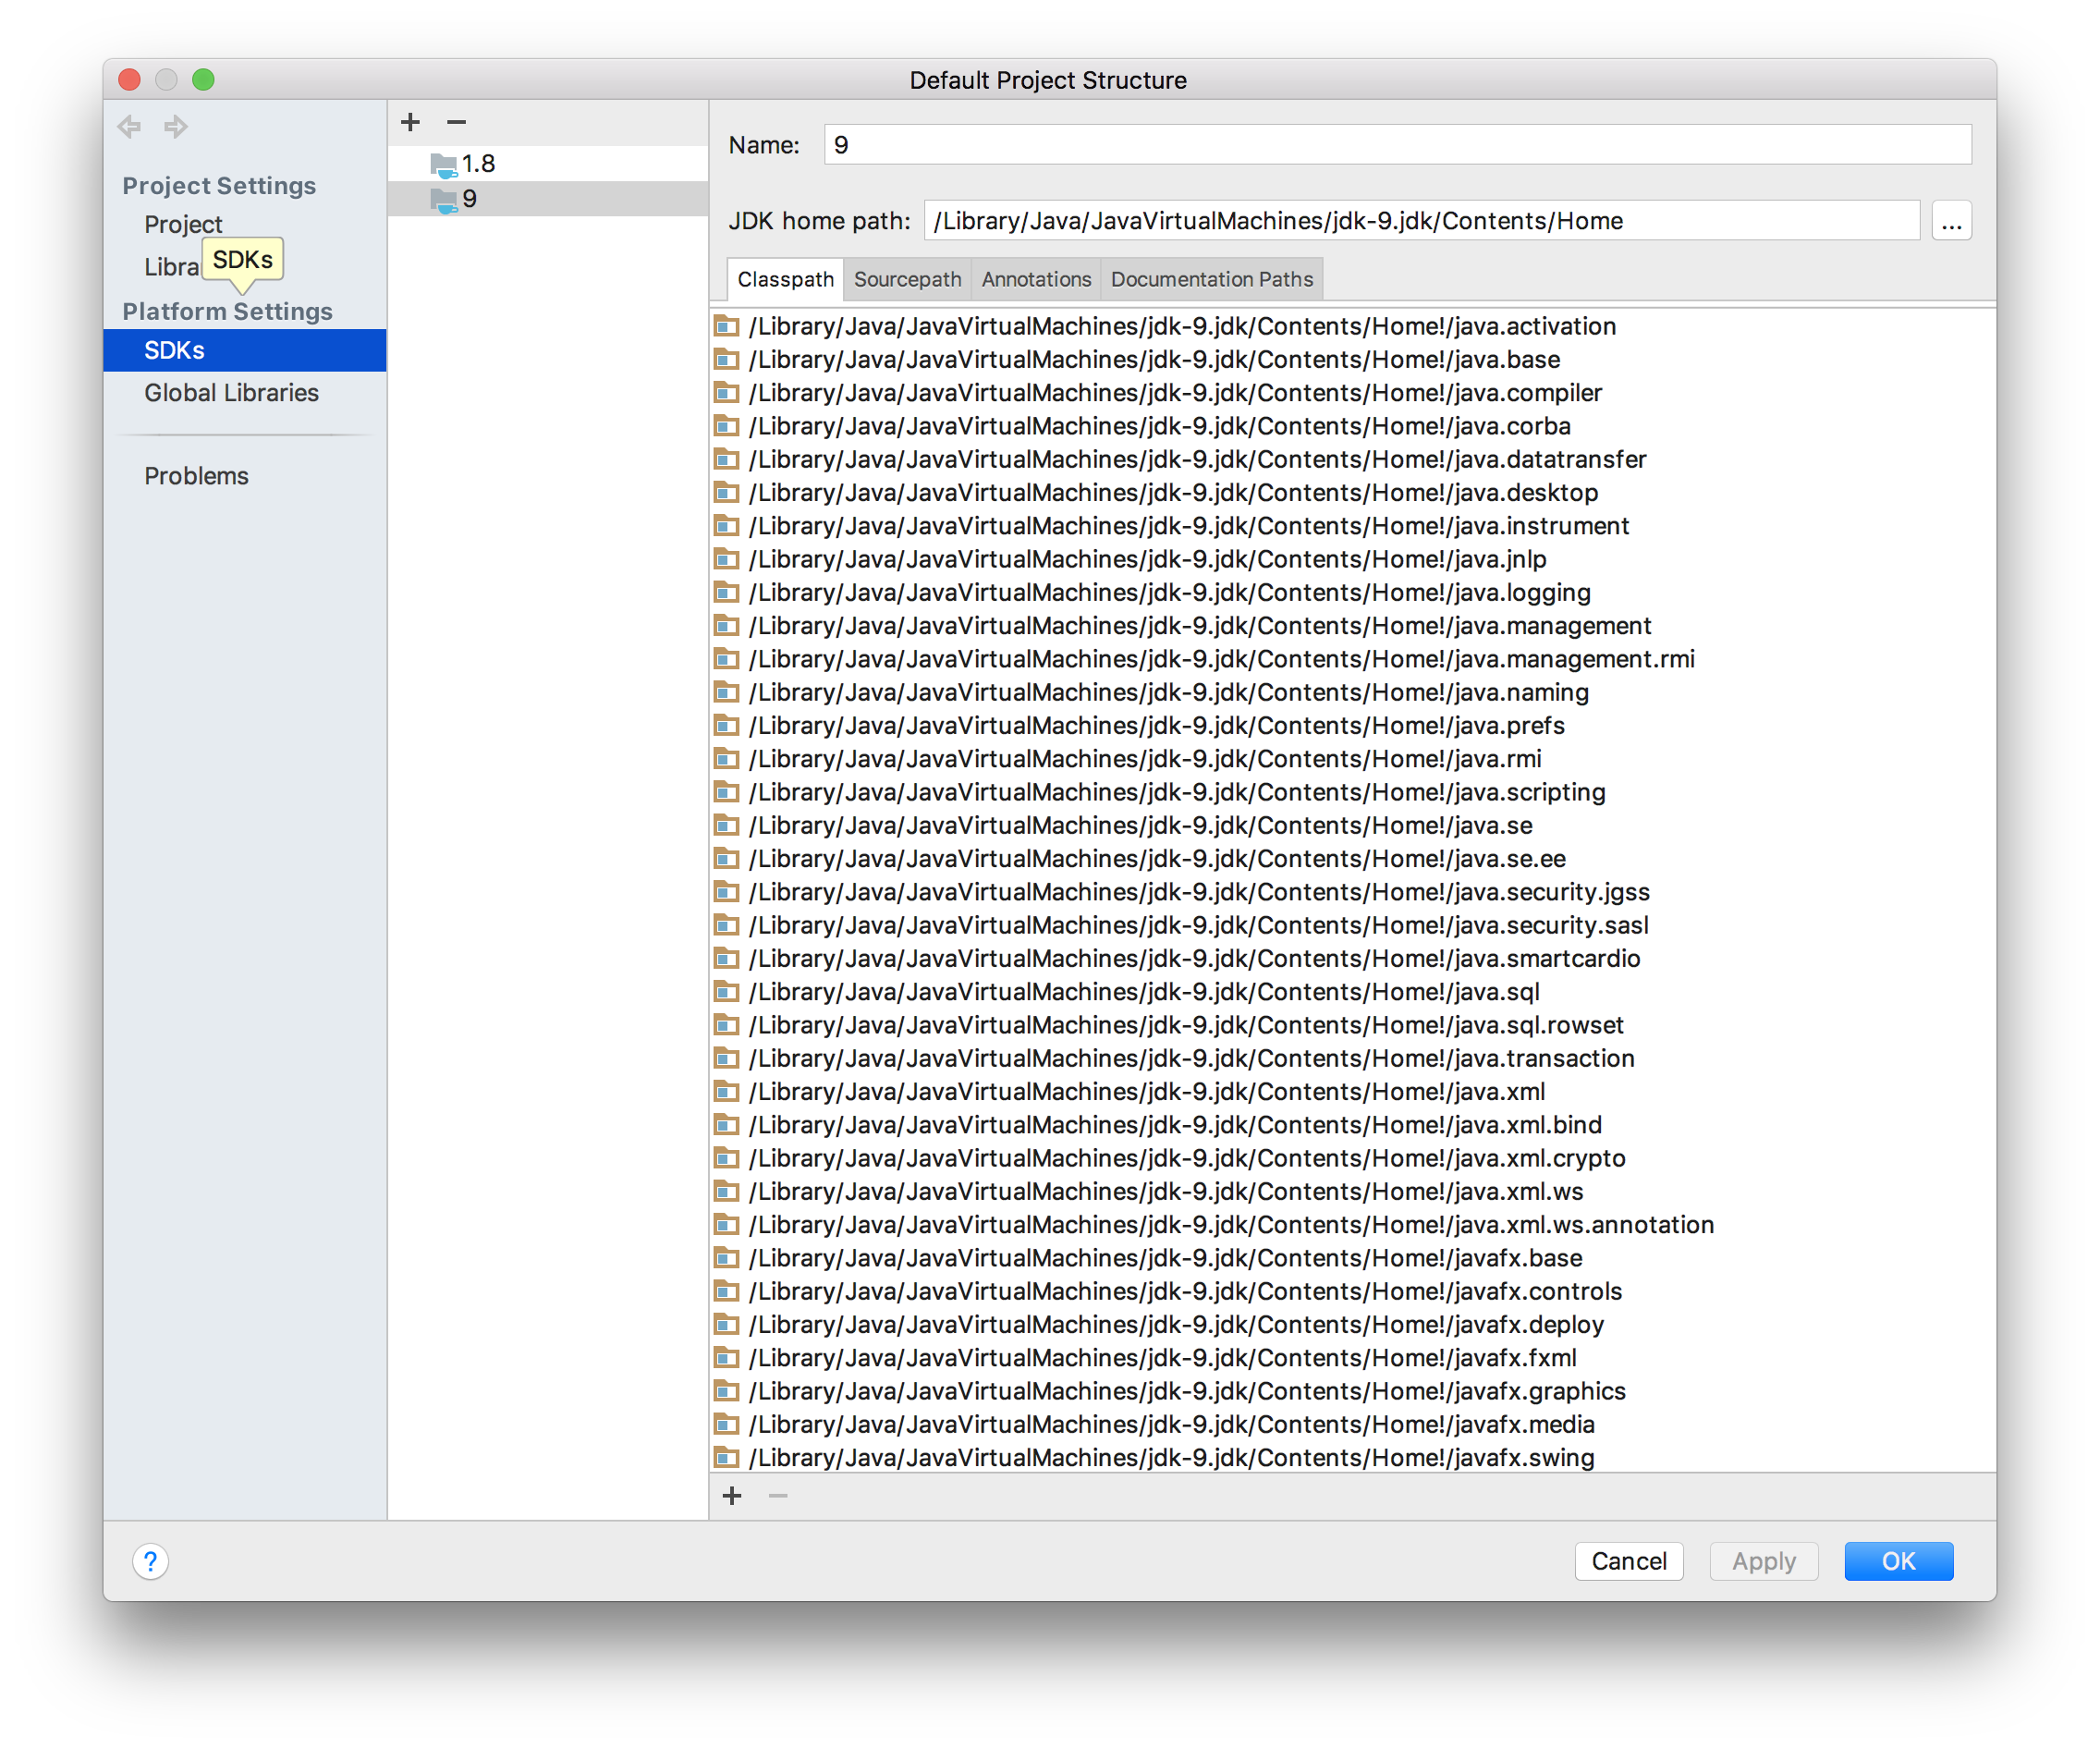 Default Project Structure
Project Settings
Project
Libra
SDKs
Platform Settings
SDKs
Global Libraries
Problems
1.8
9
Name: 9
JDK home path: /Library/Java/JavaVirtualMachines/jdk-9.jdk/Contents/Home ...
Classpath Sourcepath Annotations Documentation Paths
/Library/Java/JavaVirtualMachines/jdk-9.jdk/Contents/Home!/java.activation
/Library/Java/JavaVirtualMachines/jdk-9.jdk/Contents/Home!/java.base
/Library/Java/JavaVirtualMachines/jdk-9.jdk/Contents/Home!/java.compiler
/Library/Java/JavaVirtualMachines/jdk-9.jdk/Contents/Home!/java.corba
/Library/Java/JavaVirtualMachines/jdk-9.jdk/Contents/Home!/java.datatransfer
/Library/Java/JavaVirtualMachines/jdk-9.jdk/Contents/Home!/java.desktop
/Library/Java/JavaVirtualMachines/jdk-9.jdk/Contents/Home!/java.instrument
/Library/Java/JavaVirtualMachines/jdk-9.jdk/Contents/Home!/java.jnlp
/Library/Java/JavaVirtualMachines/jdk-9.jdk/Contents/Home!/java.logging
/Library/Java/JavaVirtualMachines/jdk-9.jdk/Contents/Home!/java.management
/Library/Java/JavaVirtualMachines/jdk-9.jdk/Contents/Home!/java.management.rmi
/Library/Java/JavaVirtualMachines/jdk-9.jdk/Contents/Home!/java.naming
/Library/Java/JavaVirtualMachines/jdk-9.jdk/Contents/Home!/java.prefs
/Library/Java/JavaVirtualMachines/jdk-9.jdk/Contents/Home!/java.rmi
/Library/Java/JavaVirtualMachines/jdk-9.jdk/Contents/Home!/java.scripting
/Library/Java/JavaVirtualMachines/jdk-9.jdk/Contents/Home!/java.se
/Library/Java/JavaVirtualMachines/jdk-9.jdk/Contents/Home!/java.se.ee
/Library/Java/JavaVirtualMachines/jdk-9.jdk/Contents/Home!/java.security.jgss
/Library/Java/JavaVirtualMachines/jdk-9.jdk/Contents/Home!/java.security.sasl
/Library/Java/JavaVirtualMachines/jdk-9.jdk/Contents/Home!/java.smartcardio
/Library/Java/JavaVirtualMachines/jdk-9.jdk/Contents/Home!/java.sql
/Library/Java/JavaVirtualMachines/jdk-9.jdk/Contents/Home!/java.sql.rowset
/Library/Java/JavaVirtualMachines/jdk-9.jdk/Contents/Home!/java.transaction
/Library/Java/JavaVirtualMachines/jdk-9.jdk/Contents/Home!/java.xml
/Library/Java/JavaVirtualMachines/jdk-9.jdk/Contents/Home!/java.xml.bind
/Library/Java/JavaVirtualMachines/jdk-9.jdk/Contents/Home!/java.xml.crypto
/Library/Java/JavaVirtualMachines/jdk-9.jdk/Contents/Home!/java.xml.ws
/Library/Java/JavaVirtualMachines/jdk-9.jdk/Contents/Home!/java.xml.ws.annotation
/Library/Java/JavaVirtualMachines/jdk-9.jdk/Contents/Home!/javafx.base
/Library/Java/JavaVirtualMachines/jdk-9.jdk/Contents/Home!/javafx.controls
/Library/Java/JavaVirtualMachines/jdk-9.jdk/Contents/Home!/javafx.deploy
/Library/Java/JavaVirtualMachines/jdk-9.jdk/Contents/Home!/javafx.fxml
/Library/Java/JavaVirtualMachines/jdk-9.jdk/Contents/Home!/javafx.graphics
/Library/Java/JavaVirtualMachines/jdk-9.jdk/Contents/Home!/javafx.media
/Library/Java/JavaVirtualMachines/jdk-9.jdk/Contents/Home!/javafx.swing
? Cancel Apply OK